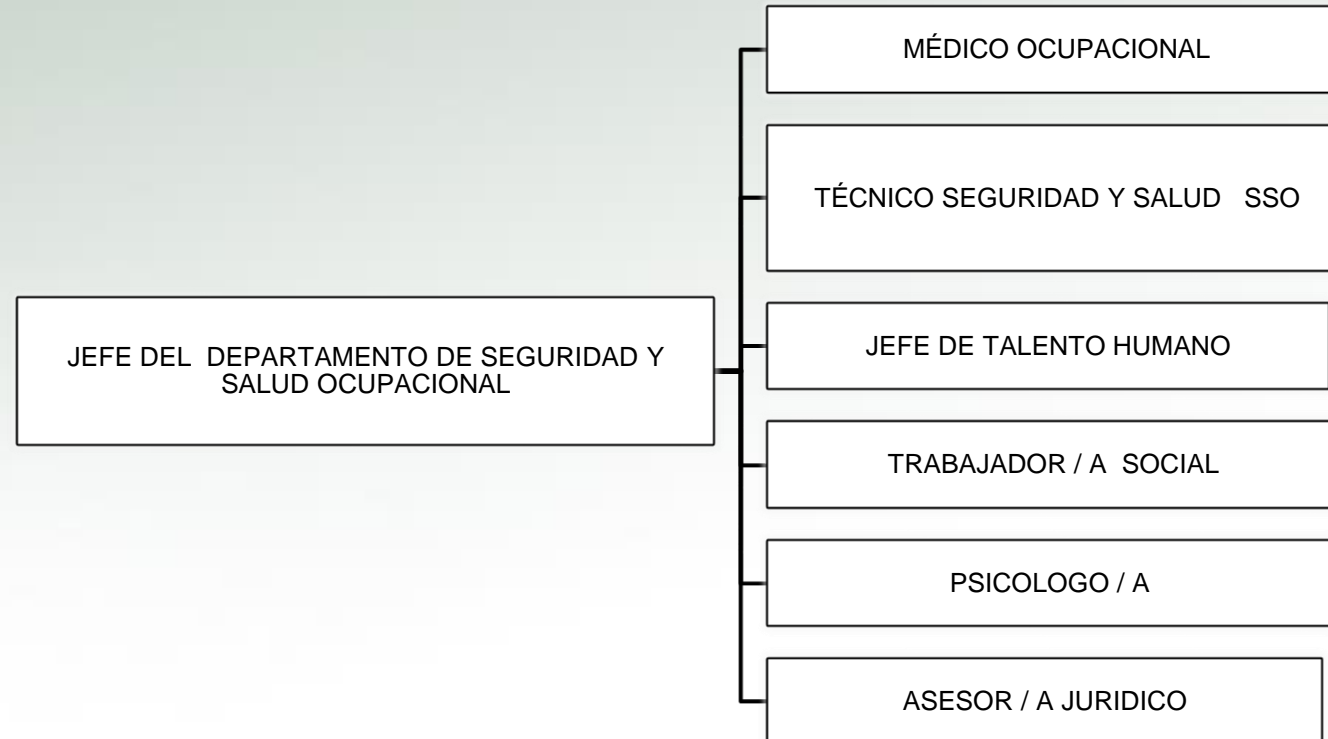 MÉDICO OCUPACIONAL
TÉCNICO SEGURIDAD Y SALUD SSO
JEFE DEL DEPARTAMENTO DE SEGURIDAD Y
SALUD OCUPACIONAL
JEFE DE TALENTO HUMANO
TRABAJADOR / A SOCIAL
PSICOLOGO / A
ASESOR / A JURIDICO